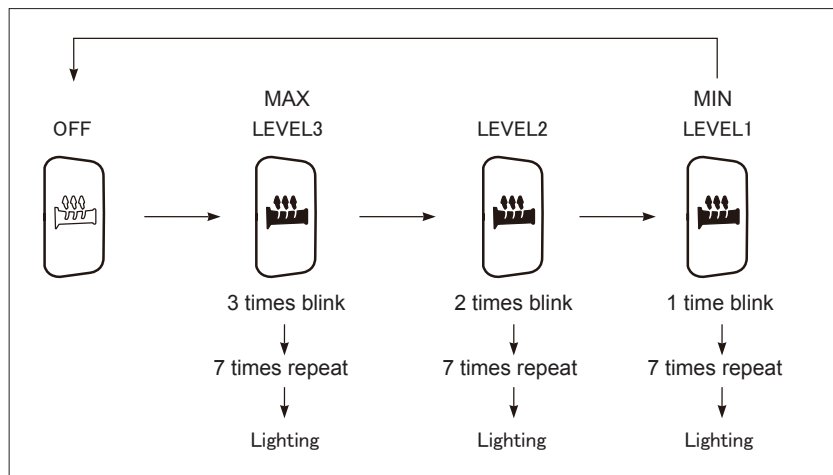 MAX
MIN
OFF
LEVEL3
LEVEL2
LEVEL1
3 times blink
2 times blink
1 time blink
7 times repeat
7 times repeat
7 times repeat
Lighting
Lighting
Lighting